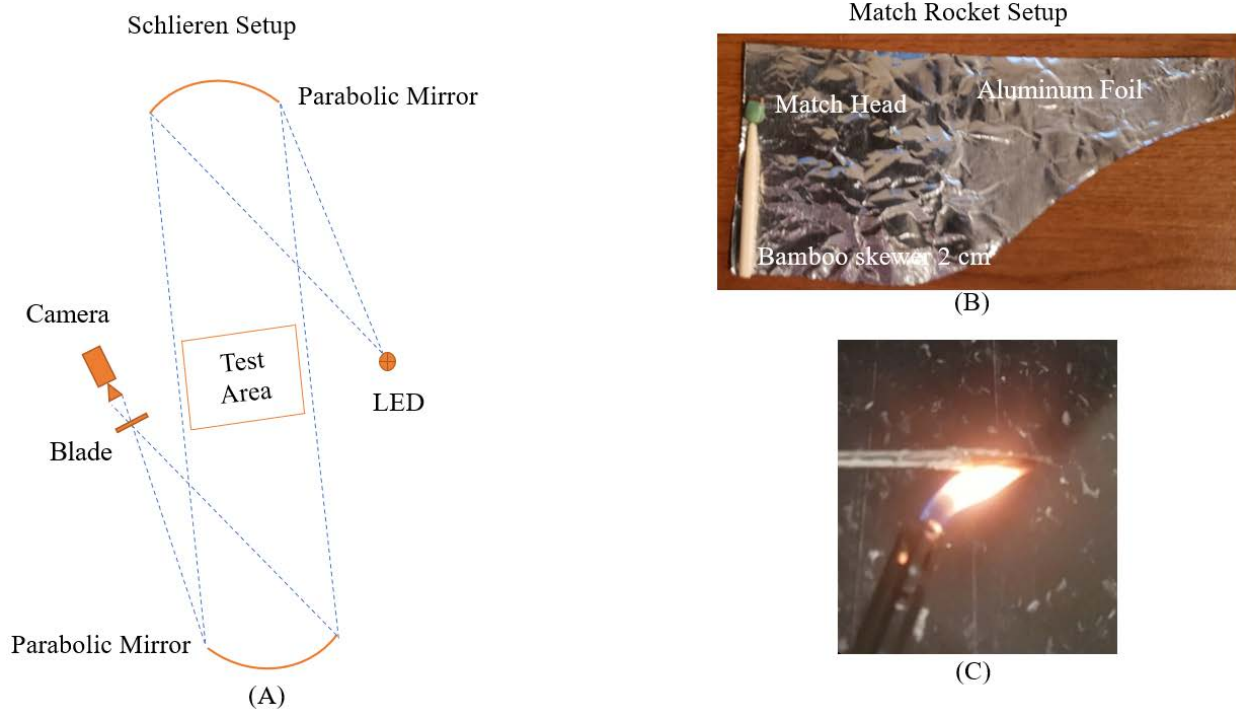 Schlieren Setup
Parabolic Mirror
Camera
Test
Area
LED
Blade
Parabolic Mirror
(A)
Match Rocket Setup
Match Head
Aluminum Foil
Bamboo skewer 2 cm
(B)
(C)